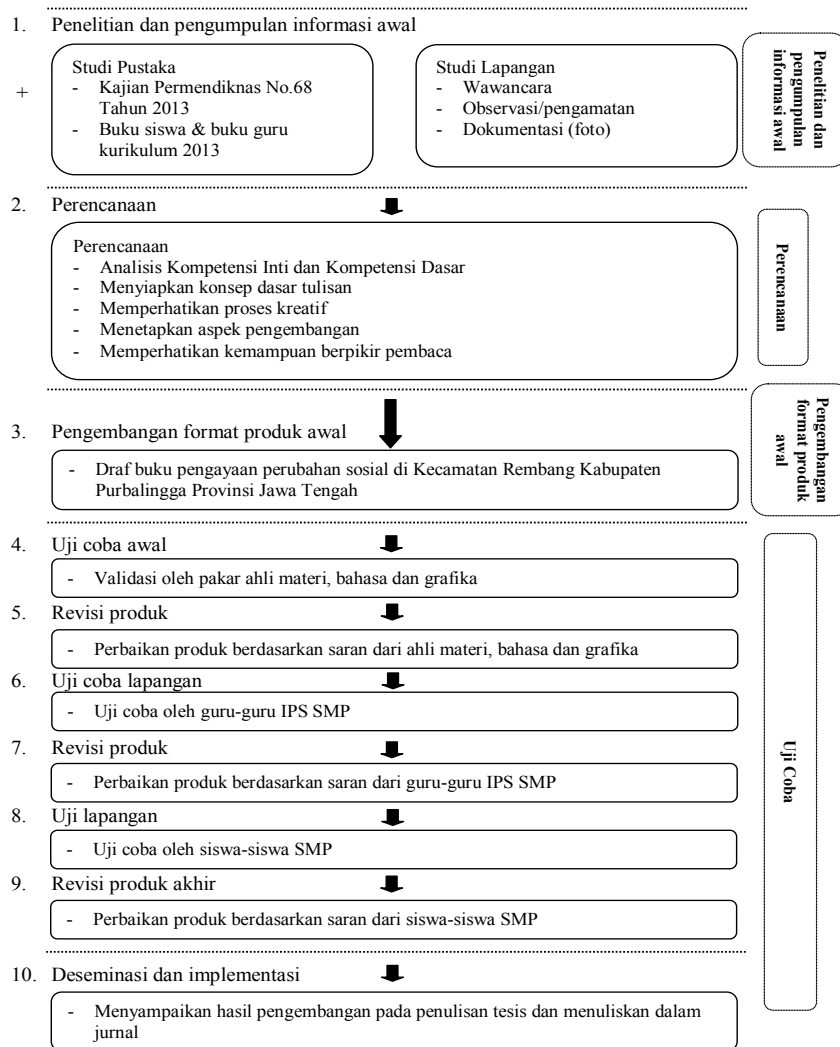 1. Penelitian dan pengumpulan informasi awal
+
Studi Pustaka
- Kajian Permendiknas No.68
Tahun 2013
- Buku siswa & buku guru
kurikulum 2013
Studi Lapangan
- Wawancara
- Observasi/pengamatan
- Dokumentasi (foto)
Penelitian dan
pengumpulan
informasi awal
2. Perencanaan
Perencanaan
- Analisis Kompetensi Inti dan Kompetensi Dasar
- Menyiapkan konsep dasar tulisan
- Memperhatikan proses kreatif
- Menetapkan aspek pengembangan
- Memperhatikan kemampuan berpikir pembaca
Perencanaan
3. Pengembangan format produk awal
- Draf buku pengayaan perubahan sosial di Kecamatan Rembang Kabupaten
Purbalingga Provinsi Jawa Tengah
Pengembangan
format produk
awal
4. Uji coba awal
- Validasi oleh pakar ahli materi, bahasa dan grafika
5. Revisi produk
- Perbaikan produk berdasarkan saran dari ahli materi, bahasa dan grafika
6. Uji coba lapangan
- Uji coba oleh guru-guru IPS SMP
7. Revisi produk
- Perbaikan produk berdasarkan saran dari guru-guru IPS SMP
8. Uji lapangan
- Uji coba oleh siswa-siswa SMP
9. Revisi produk akhir
- Perbaikan produk berdasarkan saran dari siswa-siswa SMP
Uji Coba
10. Deseminasi dan implementasi
- Menyampaikan hasil pengembangan pada penulisan tesis dan menuliskan dalam
jurnal